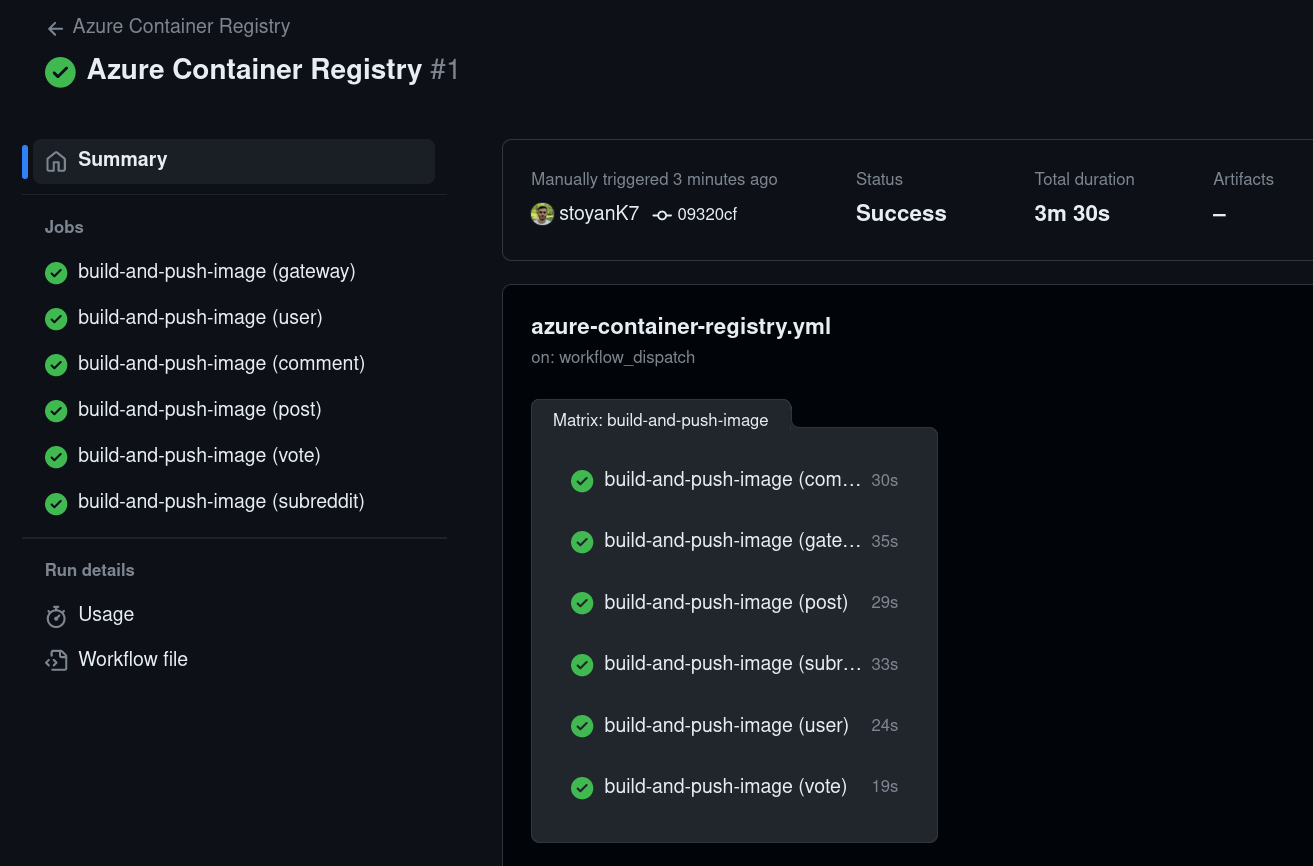 Azure Container Registry
Azure Container Registry #1
Summary
Jobs
build-and-push-image (gateway)
build-and-push-image (user)
build-and-push-image (comment)
build-and-push-image (post)
build-and-push-image (vote)
build-and-push-image (subreddit)
Run details
Usage
Workflow file
Manually triggered 3 minutes ago
stoyanK7 09320cf
Status
Success
Total duration
3m 30s
Artifacts
–
azure-container-registry.yml
on: workflow_dispatch
Matrix: build-and-push-image
build-and-push-image (com... 30s
build-and-push-image (gate... 35s
build-and-push-image (post) 29s
build-and-push-image (subr... 33s
build-and-push-image (user) 24s
build-and-push-image (vote) 19s